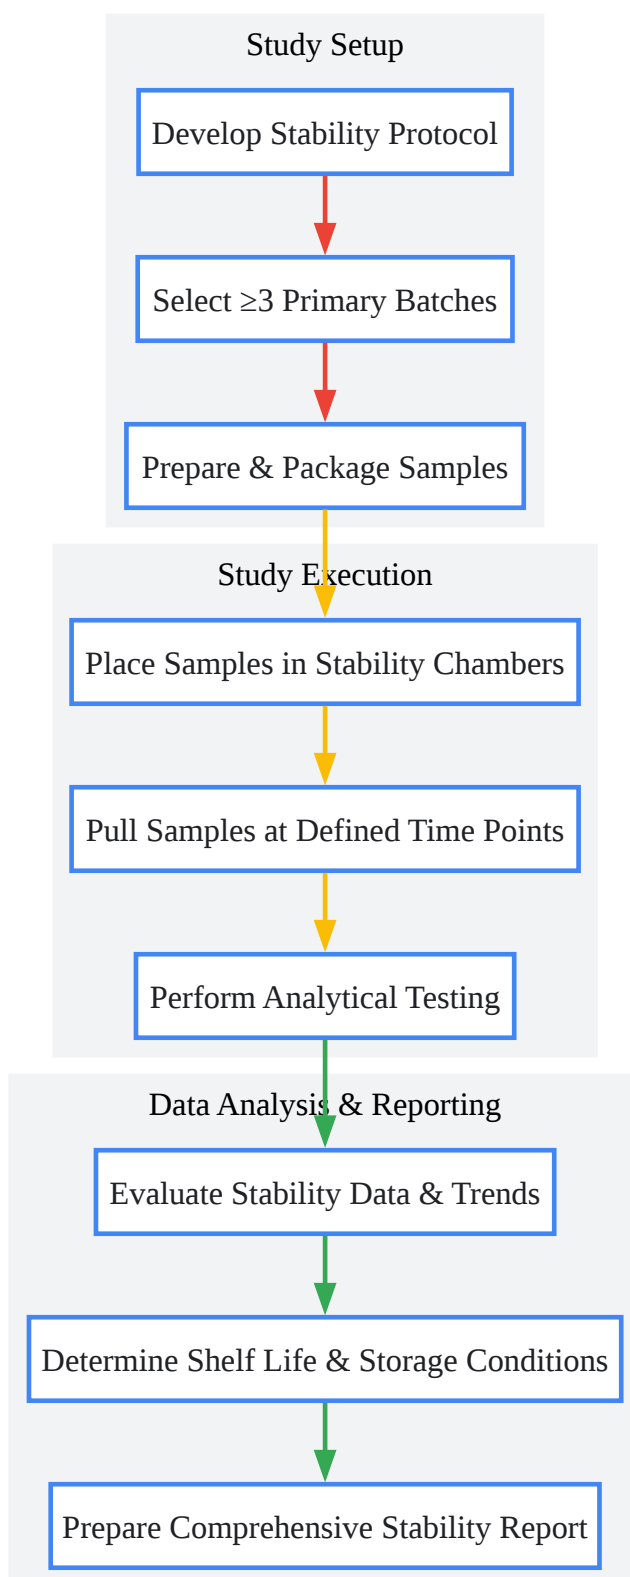 Study Setup
Develop Stability Protocol
Select ≥3 Primary Batches
Prepare & Package Samples
Study Execution
Place Samples in Stability Chambers
Pull Samples at Defined Time Points
Perform Analytical Testing
Data Analysis & Reporting
Evaluate Stability Data & Trends
Determine Shelf Life & Storage Conditions
Prepare Comprehensive Stability Report